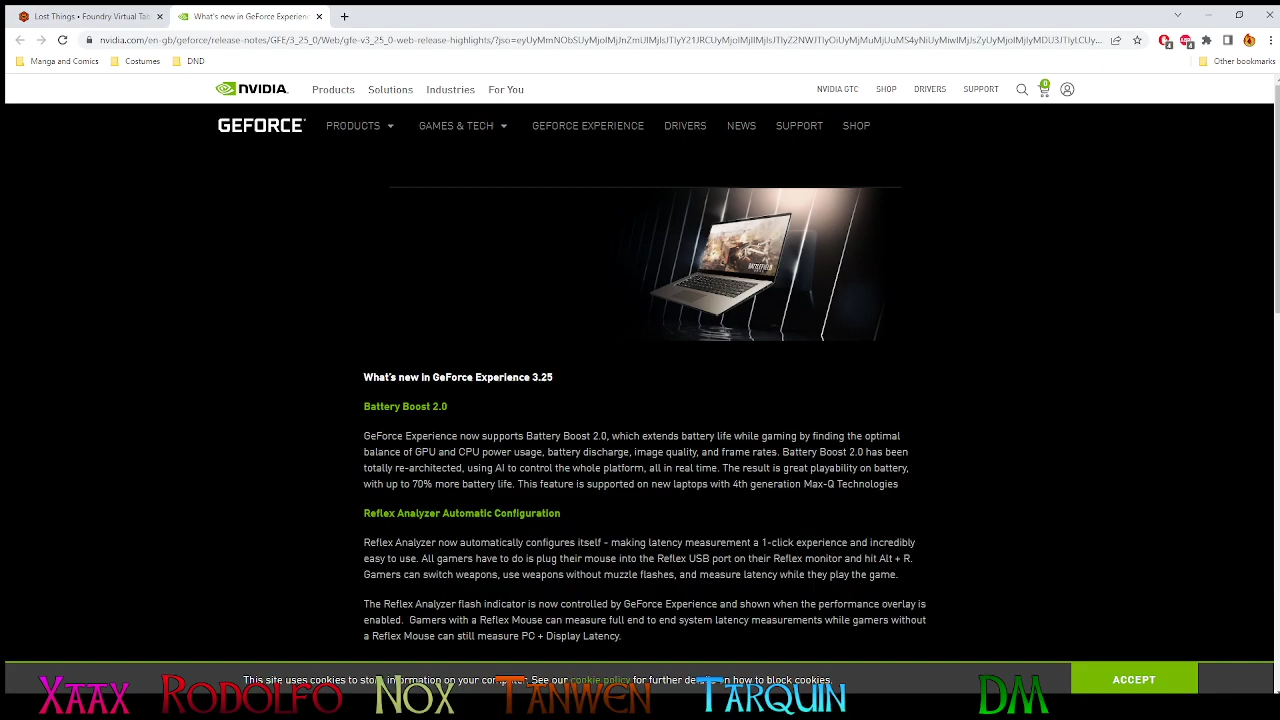 Lost Things • Foundry Virtual Tab
What's new in GeForce Experienc
nvidia.com/en-gb/geforce/release-notes/GFE/3_25_0/Web/gfe-v3_25_0-web-release-highlights/?
Manga and Comics Costumes DND Other bookmarks
NVIDIA. Products Solutions Industries For You NVIDIA GTC SHOP DRIVERS SUPPORT 0
GEFORCE PRODUCTS GAMES & TECH GEFORCE EXPERIENCE DRIVERS NEWS SUPPORT SHOP
BATTLEFIELD
What's new in GeForce Experience 3.25
Battery Boost 2.0
GeForce Experience now supports Battery Boost 2.0, which extends battery life while gaming by finding the optimal
balance of GPU and CPU power usage, battery discharge, image quality, and frame rates. Battery Boost 2.0 has been
totally re-architected, using AI to control the whole platform, all in real time. The result is great playability on battery,
with up to 70% more battery life. This feature is supported on new laptops with 4th generation Max-Q Technologies
Reflex Analyzer Automatic Configuration
Reflex Analyzer now automatically configures itself - making latency measurement a 1-click experience and incredibly
easy to use. All gamers have to do is plug their mouse into the Reflex USB port on their Reflex monitor and hit Alt + R.
Gamers can switch weapons, use weapons without muzzle flashes, and measure latency while they play the game.
The Reflex Analyzer flash indicator is now controlled by GeForce Experience and shown when the performance overlay is
enabled. Gamers with a Reflex Mouse can measure full end to end system latency measurements while gamers without
a Reflex Mouse can still measure PC + Display Latency.
This site uses cookies to store information on your computer. See our cookie policy for further details on how to block cookies.
ACCEPT
Xaax Rodolfo Nox Tanwen Tarquin DM